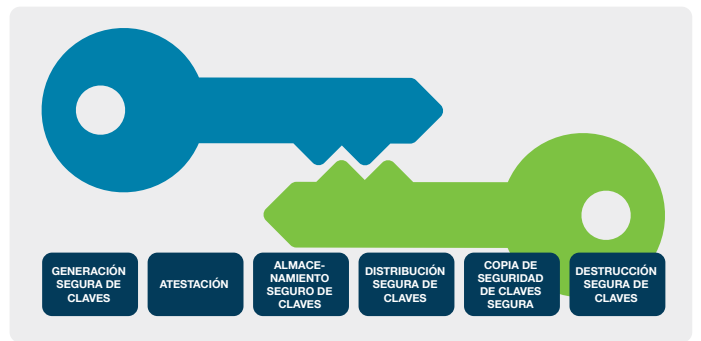 GENERACIÓN
SEGURA DE
CLAVES
ATESTACIÓN
ALMACE-
NAMIENTO
SEGURO DE
CLAVES
DISTRIBUCIÓN
SEGURA DE
CLAVES
COPIA DE
SEGURIDAD
DE CLAVES
SEGURA
DESTRUCCIÓN
SEGURA DE
CLAVES